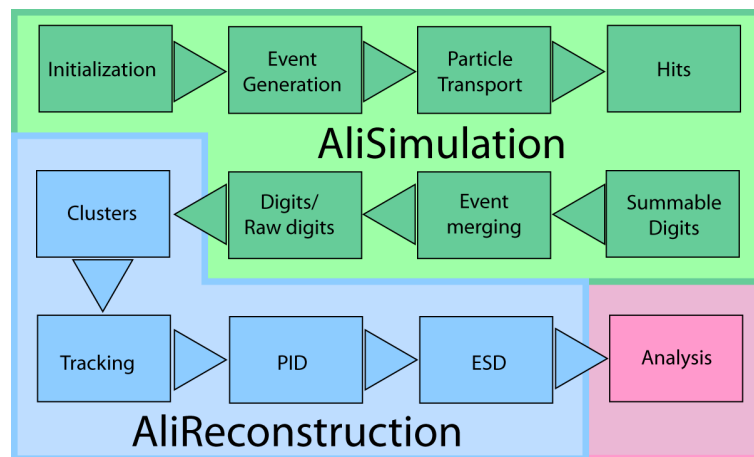 Initialization
Event
Generation
Particle
Transport
Hits
AliSimulation
Clusters
Digits/
Raw digits
Event
merging
Summable
Digits
Tracking
PID
ESD
Analysis
AliReconstruction